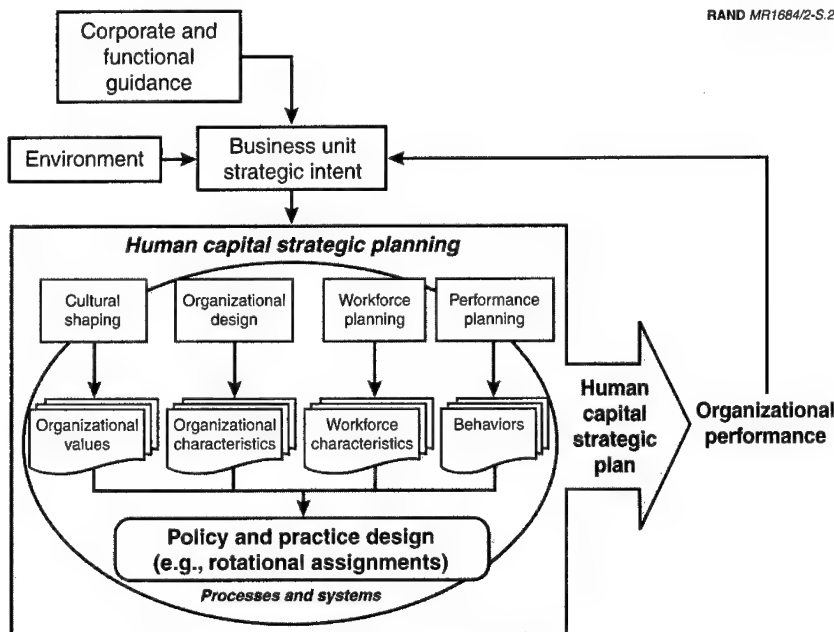 RAND MR1684/2-S.2
Corporate and
functional
guidance
Environment
Business unit
strategic intent
Human capital strategic planning
Cultural
shaping
Organizational
design
Workforce
planning
Performance
planning
Organizational
values
Organizational
characteristics
Workforce
characteristics
Behaviors
Policy and practice design
(e.g., rotational assignments)
Processes and systems
Human
capital
strategic
plan
Organizational
performance